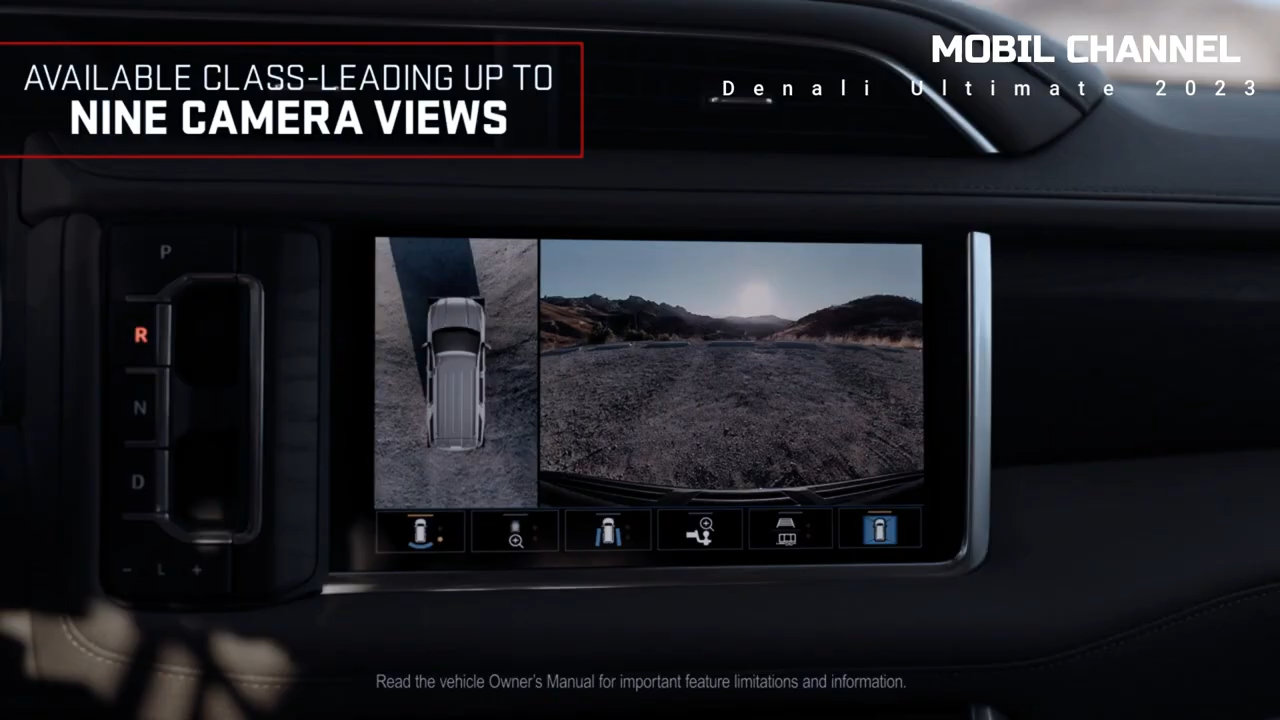 AVAILABLE CLASS-LEADING UP TO
NINE CAMERA VIEWS
MOBIL CHANNEL
Denali Ultimate 2023
P
R
N
D
- L +
Read the vehicle Owner's Manual for important feature limitations and information.